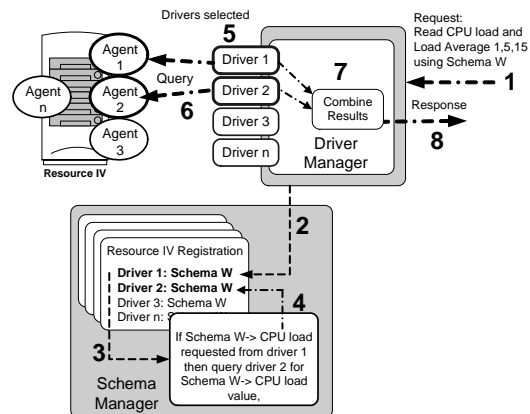 Drivers selected
5
Request:
Read CPU load and
Load Average 1,5,15
using Schema W
1
Agent
1
Agent
2
Agent
n
Agent
3
Resource IV
Query
6
Driver 1
Driver 2
Driver 3
Driver n
7
Combine
Results
Driver
Manager
Response
8
2
Resource IV Registration
Driver 1: Schema W
Driver 2: Schema W
Driver 3: Schema W
Driver n: Sc
4
3
If Schema W-> CPU load
requested from driver 1
then query driver 2 for
Schema W-> CPU load
value,
Schema
Manager